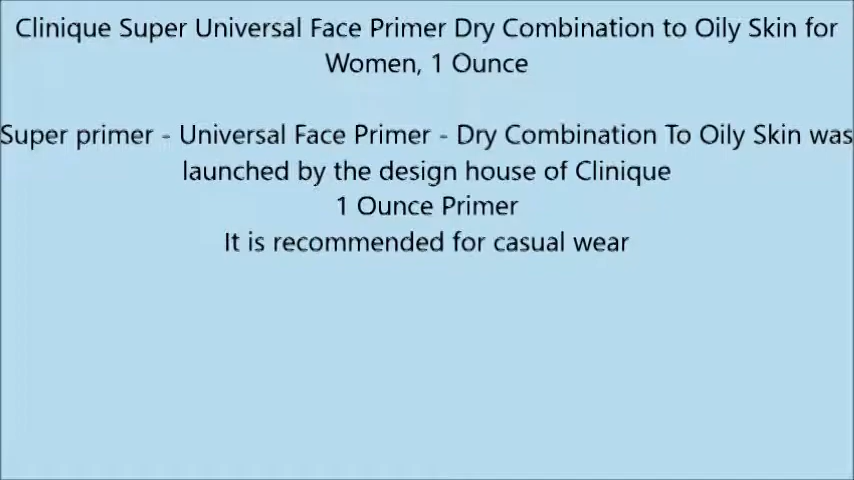 Clinique Super Universal Face Primer Dry Combination to Oily Skin for
Women, 1 Ounce
Super primer - Universal Face Primer - Dry Combination To Oily Skin was
launched by the design house of Clinique
1 Ounce Primer
It is recommended for casual wear